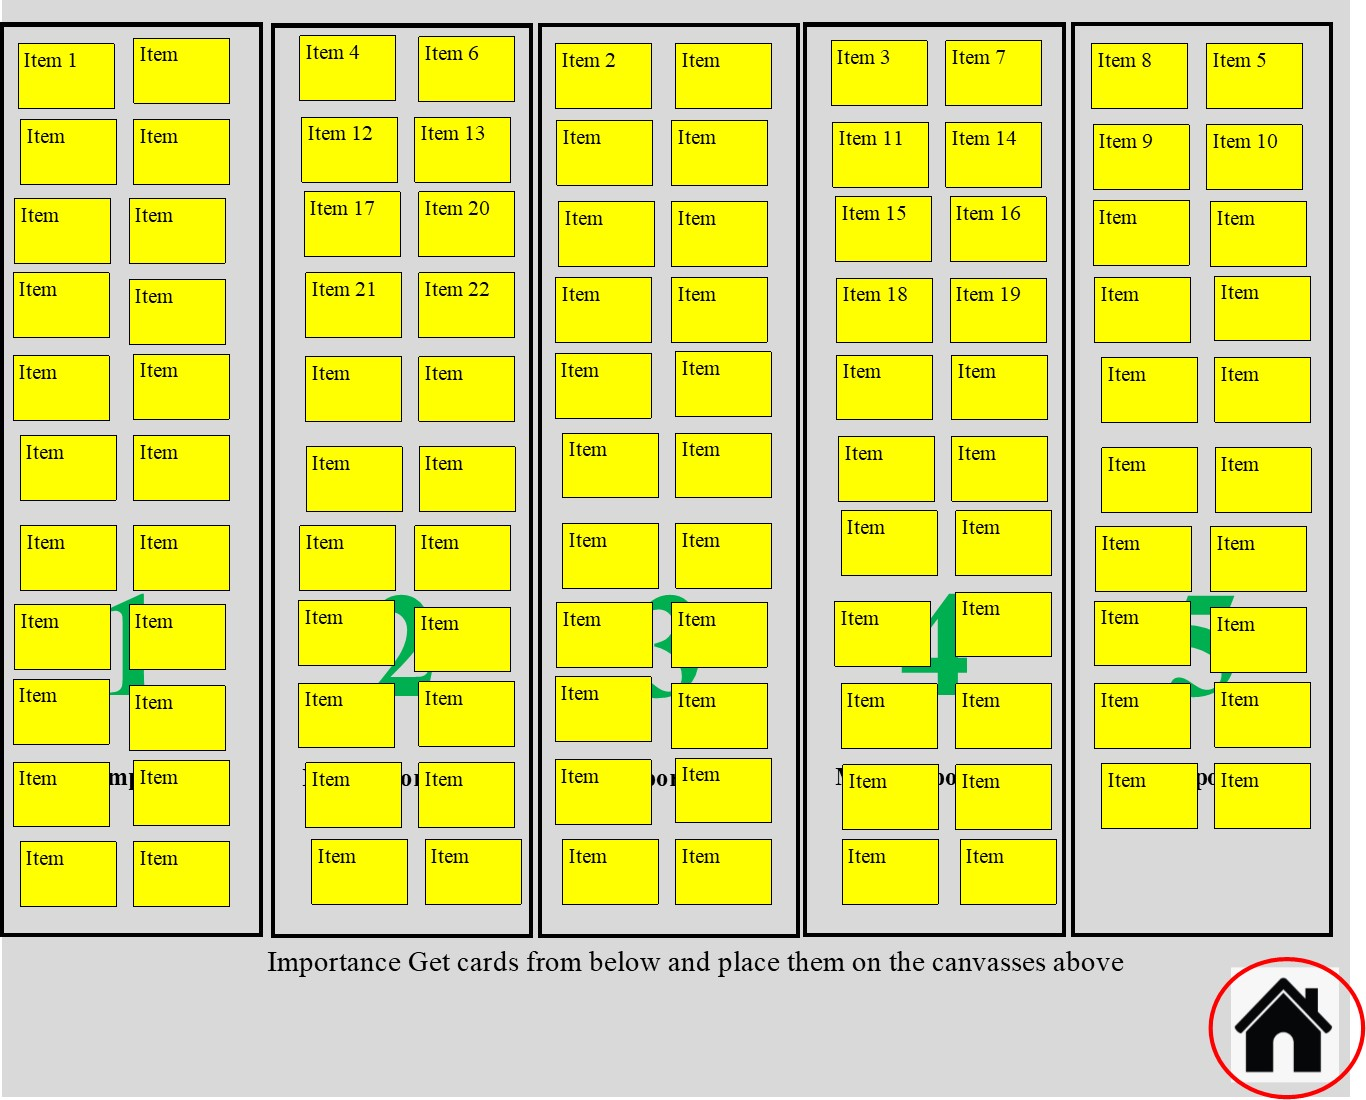 Item 1 Item
Item Item
Item Item
Item Item
Item Item
Item Item
Item Item
Item Item
1
Item Item
Item Item
Item Item
Item 4 Item 6
Item 12 Item 13
Item 17 Item 20
Item 21 Item 22
Item Item
Item Item
Item Item
Item Item
2
Item Item
Item Item
Item Item
Item 2 Item
Item Item
Item Item
Item Item
Item Item
Item Item
Item Item
Item Item
3
Item Item
Item Item
Item Item
Item 3 Item 7
Item 11 Item 14
Item 15 Item 16
Item 18 Item 19
Item Item
Item Item
Item Item
Item Item
4
Item Item
Item Item
Item Item
Item 8 Item 5
Item 9 Item 10
Item Item
Item Item
Item Item
Item Item
Item Item
Item Item
5
Item Item
Item Item
Importance Get cards from below and place them on the canvasses above